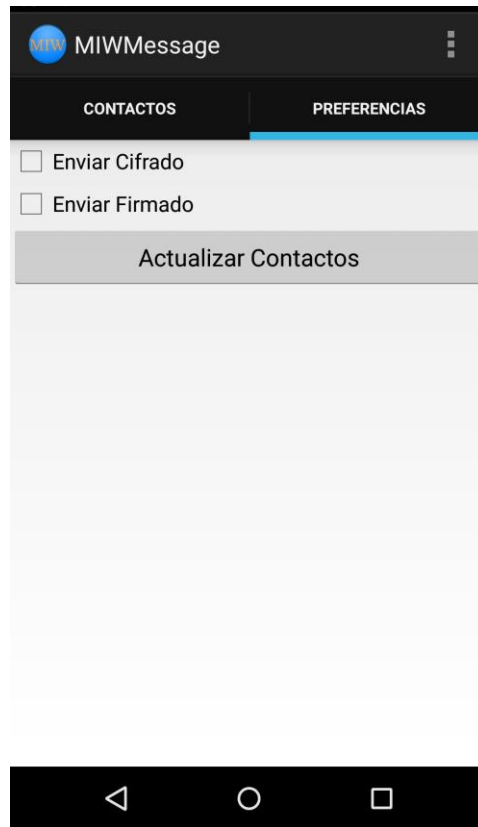 MIW MIWMessage
CONTACTOS PREFERENCIAS
Enviar Cifrado
Enviar Firmado
Actualizar Contactos